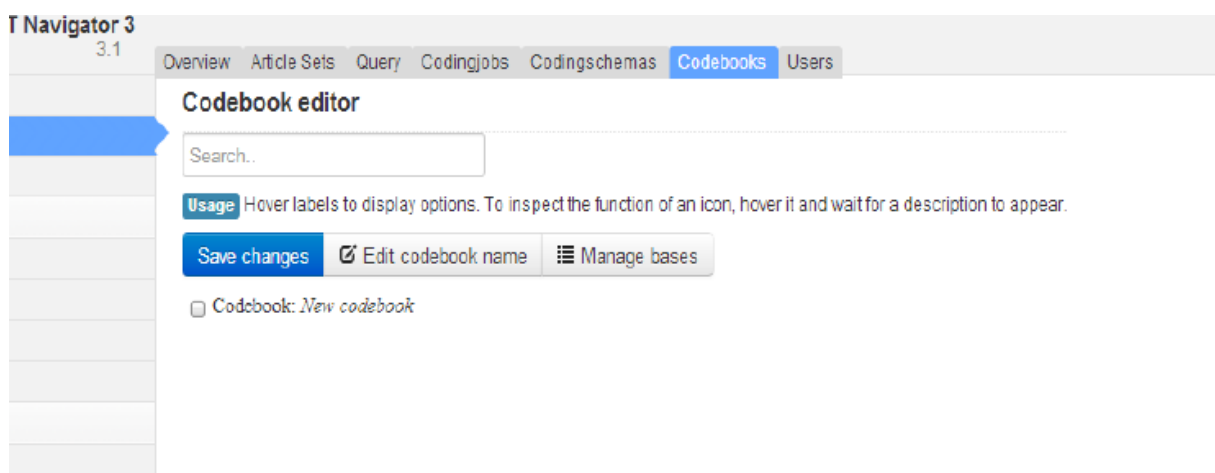 T Navigator 3
3.1
Overview Article Sets Query Codingjobs Codingschemas Codebooks Users
Codebook editor
Search..
Usage Hover labels to display options. To inspect the function of an icon, hover it and wait for a description to appear.
Save changes Edit codebook name Manage bases
Codebook: New codebook